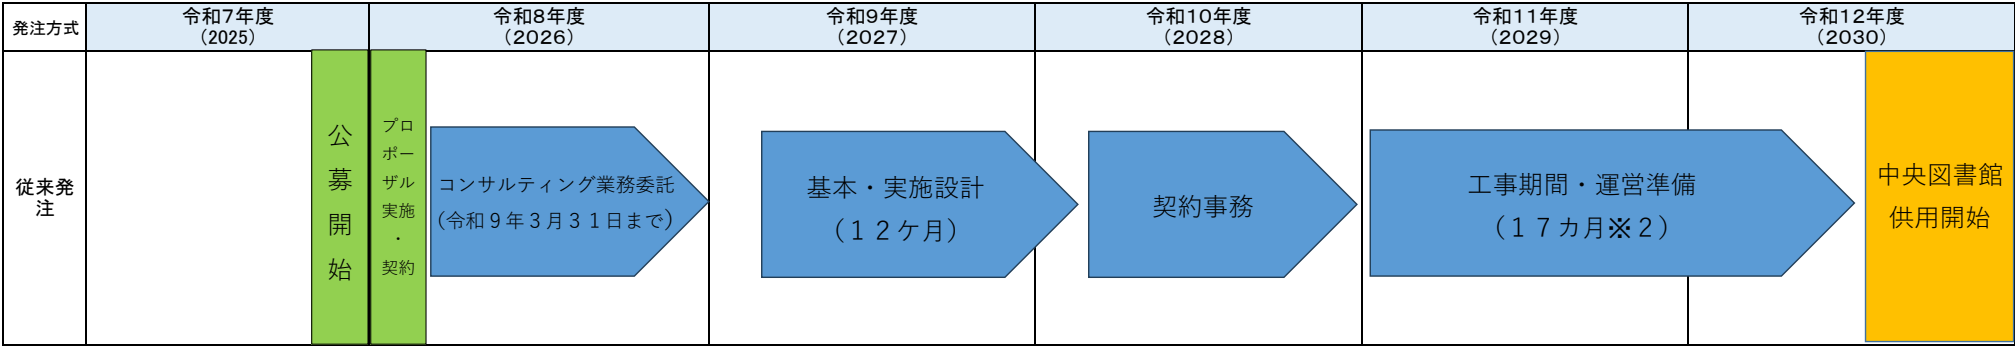 発注方式
令和7年度
（2025）
令和8年度
（2026）
令和9年度
（2027）
令和10年度
（2028）
令和11年度
（2029）
令和12年度
（2030）
従来発
注
公
募
開
始
プロ
ポー
ザル
実施
・
契約
コンサルティング業務委託
（令和９年３月３１日まで）
基本・実施設計
（１２ケ月）
契約事務
工事期間・運営準備
（１７カ月※２）
中央図書館
供用開始